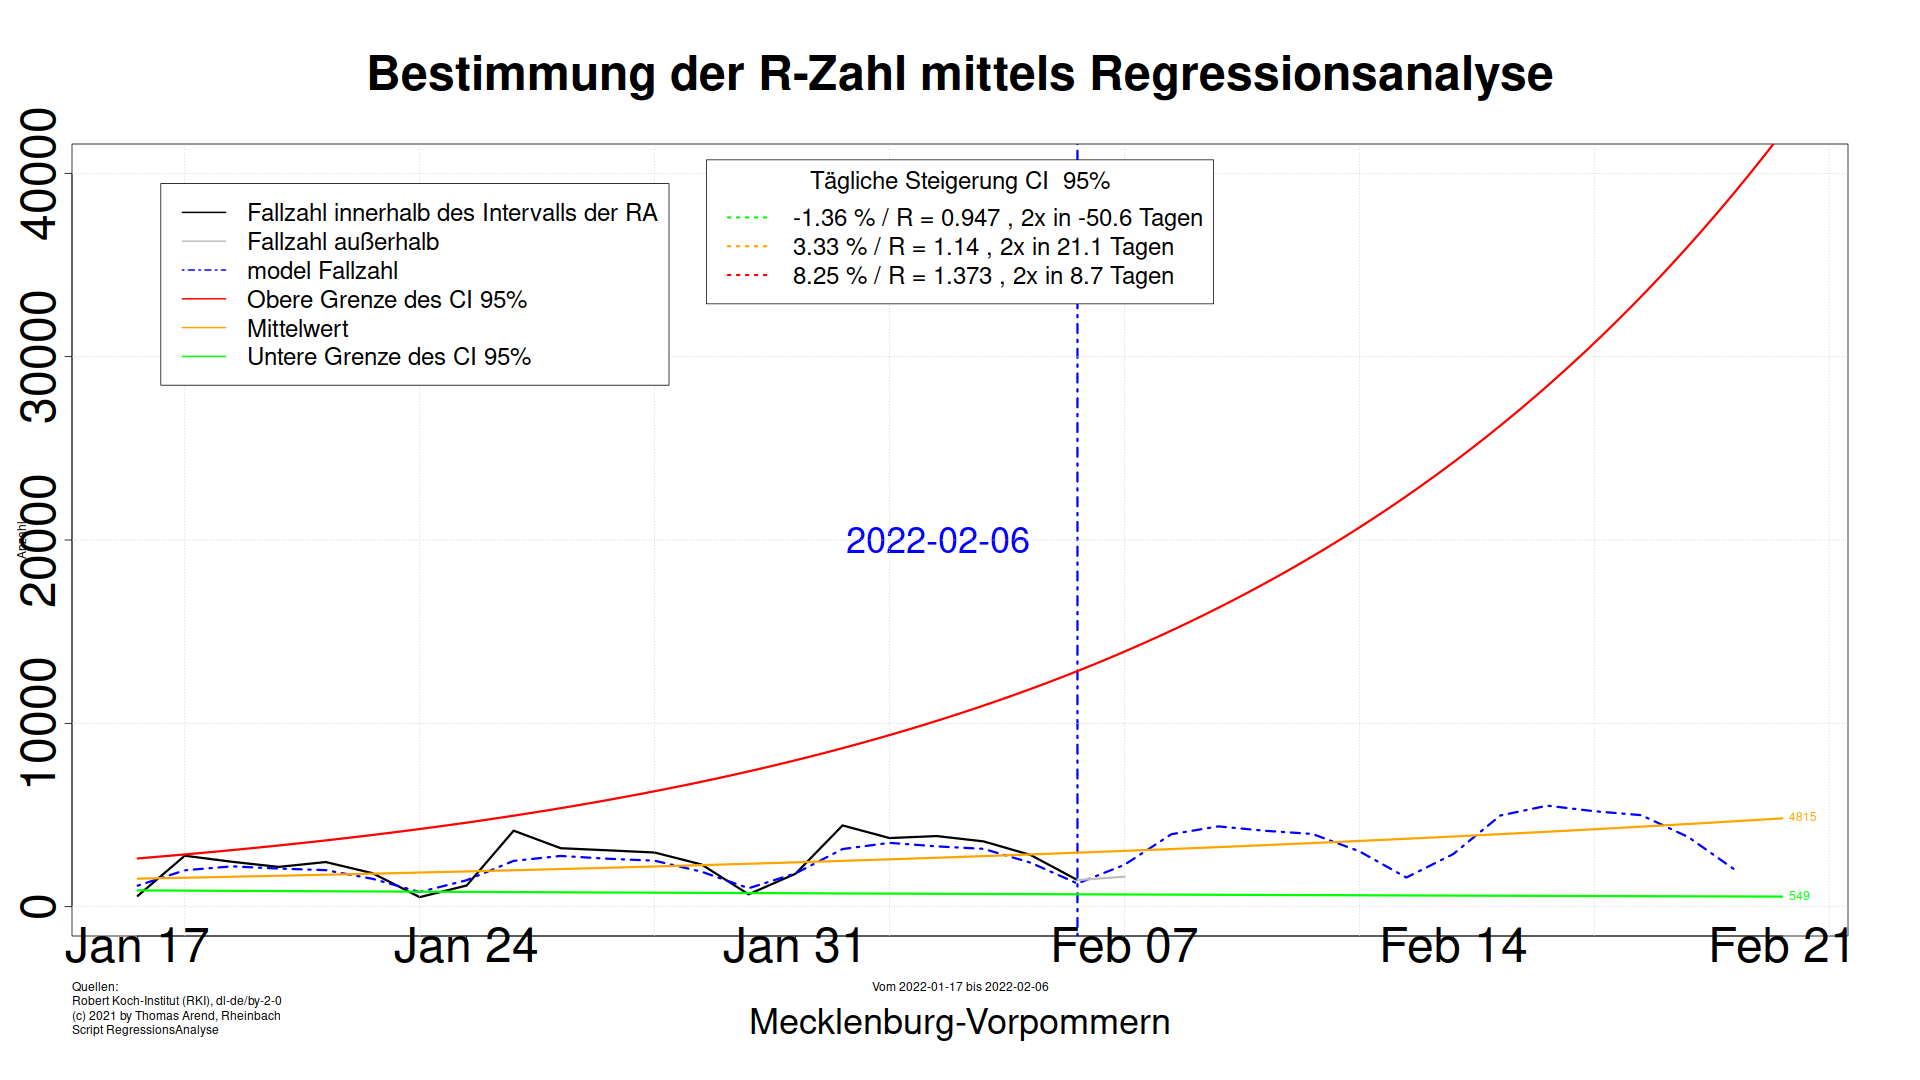 Bestimmung der R-Zahl mittels Regressionsanalyse
Anzahl
40000
30000
20000
10000
0
Fallzahl innerhalb des Intervalls der RA
Fallzahl außerhalb
model Fallzahl
Obere Grenze des CI 95%
Mittelwert
Untere Grenze des CI 95%
Tägliche Steigerung CI  95%
-1.36 % / R = 0.947 , 2x in -50.6 Tagen
3.33 % / R = 1.14 , 2x in 21.1 Tagen
8.25 % / R = 1.373 , 2x in 8.7 Tagen
2022-02-06
4815
549
Jan 17
Jan 24
Jan 31
Feb 07
Feb 14
Feb 21
Quellen:
Robert Koch-Institut (RKI), dl-de/by-2-0
(c) 2021 by Thomas Arend, Rheinbach
Script RegressionsAnalyse
Vom 2022-01-17 bis 2022-02-06
Mecklenburg-Vorpommern